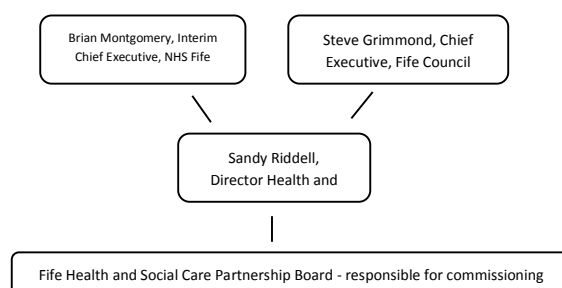 Brian Montgomery, Interim
Chief Executive, NHS Fife
Steve Grimmond, Chief
Executive, Fife Council
Sandy Riddell,
Director Health and
Fife Health and Social Care Partnership Board - responsible for commissioning